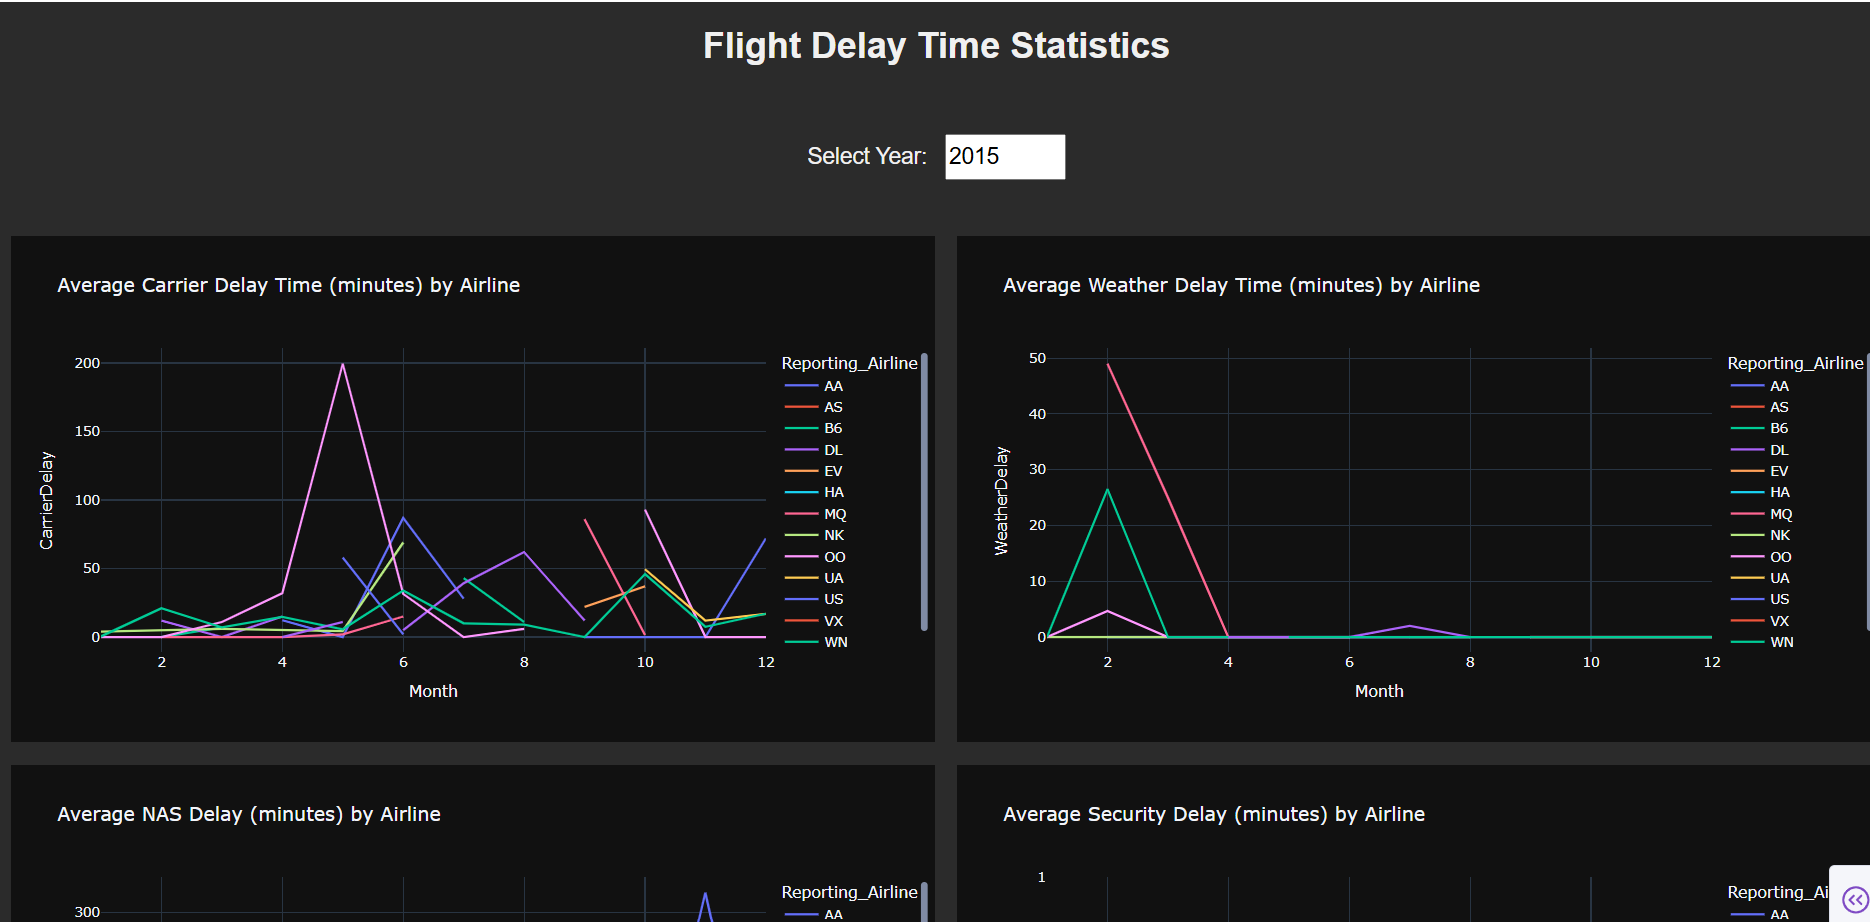 Flight Delay Time Statistics
Select Year: 2015
Average Carrier Delay Time (minutes) by Airline
CarrierDelay
200
150
100
50
0
2 4 6 8 10 12
Month
Reporting_Airline
AA
AS
B6
DL
EV
HA
MQ
NK
OO
UA
US
VX
WN
Average Weather Delay Time (minutes) by Airline
WeatherDelay
50
40
30
20
10
0
2 4 6 8 10 12
Month
Reporting_Airline
AA
AS
B6
DL
EV
HA
MQ
NK
OO
UA
US
VX
WN
Average NAS Delay (minutes) by Airline
300
Reporting_Airline
AA
Average Security Delay (minutes) by Airline
1
Reporting_Ai
AA